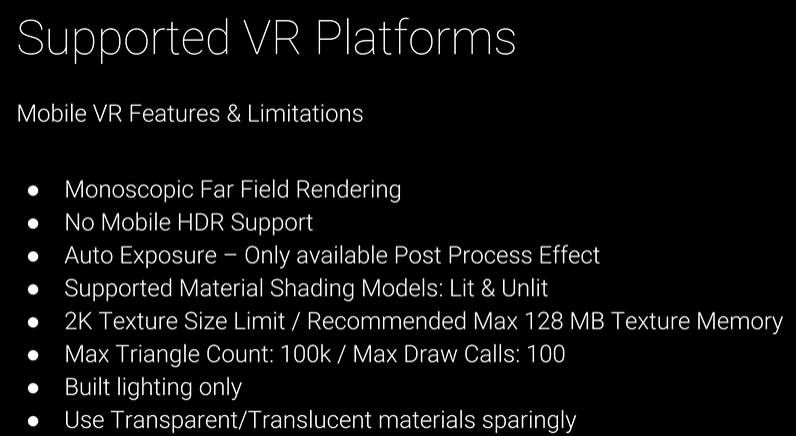 Supported VR Platforms
Mobile VR Features & Limitations
● Monoscopic Far Field Rendering
● No Mobile HDR Support
● Auto Exposure – Only available Post Process Effect
● Supported Material Shading Models: Lit & Unlit
● 2K Texture Size Limit / Recommended Max 128 MB Texture Memory
● Max Triangle Count: 100k / Max Draw Calls: 100
● Built lighting only
● Use Transparent/Translucent materials sparingly